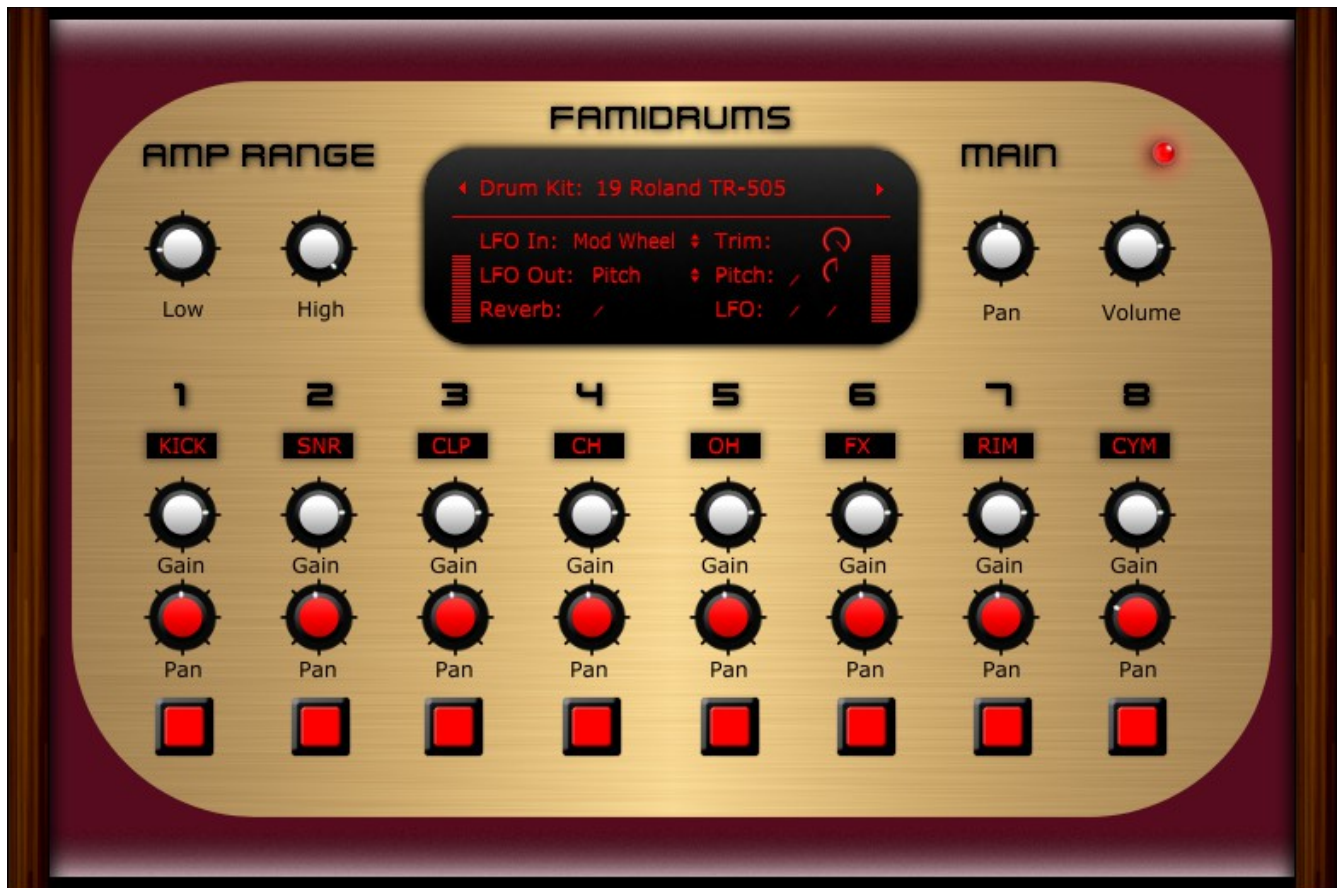 FAMIDRUMS
AMP RANGE
MAIN
Drum Kit: 19 Roland TR-505
LFO In: Mod Wheel Trim:
LFO Out: Pitch Pitch:
Reverb: LFO:
Low High Pan Volume
1 2 3 4 5 6 7 8
KICK SNR CLP CH OH FX RIM CYM
Gain Gain Gain Gain Gain Gain Gain Gain
Pan Pan Pan Pan Pan Pan Pan Pan